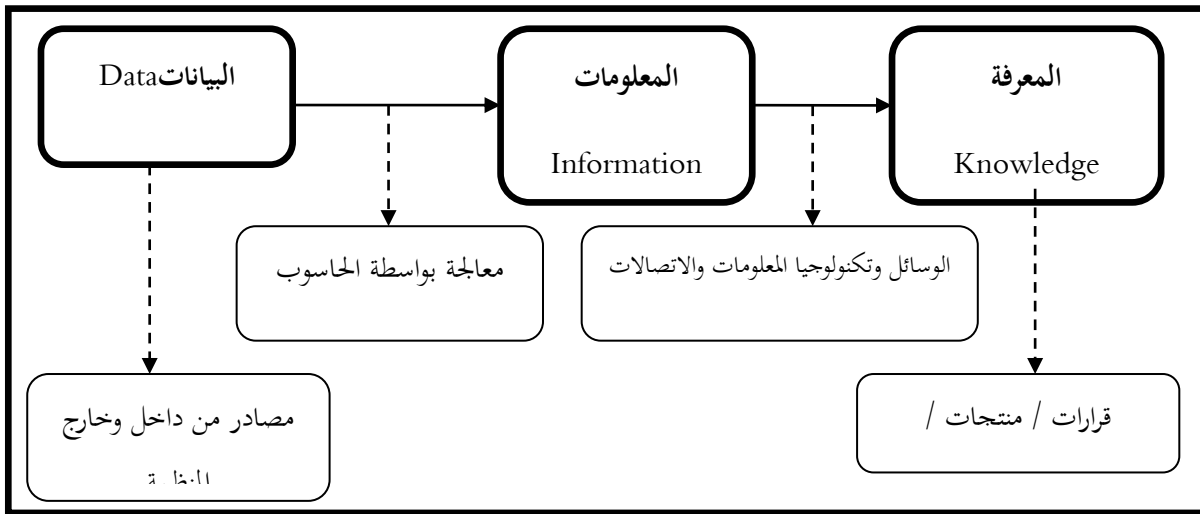 البياناتData
المعلومات
Information
المعرفة
Knowledge
معالجة بواسطة الحاسوب
الوسائل وتكنولوجيا المعلومات والاتصالات
مصادر من داخل وخارج
قرارات / منتجات /